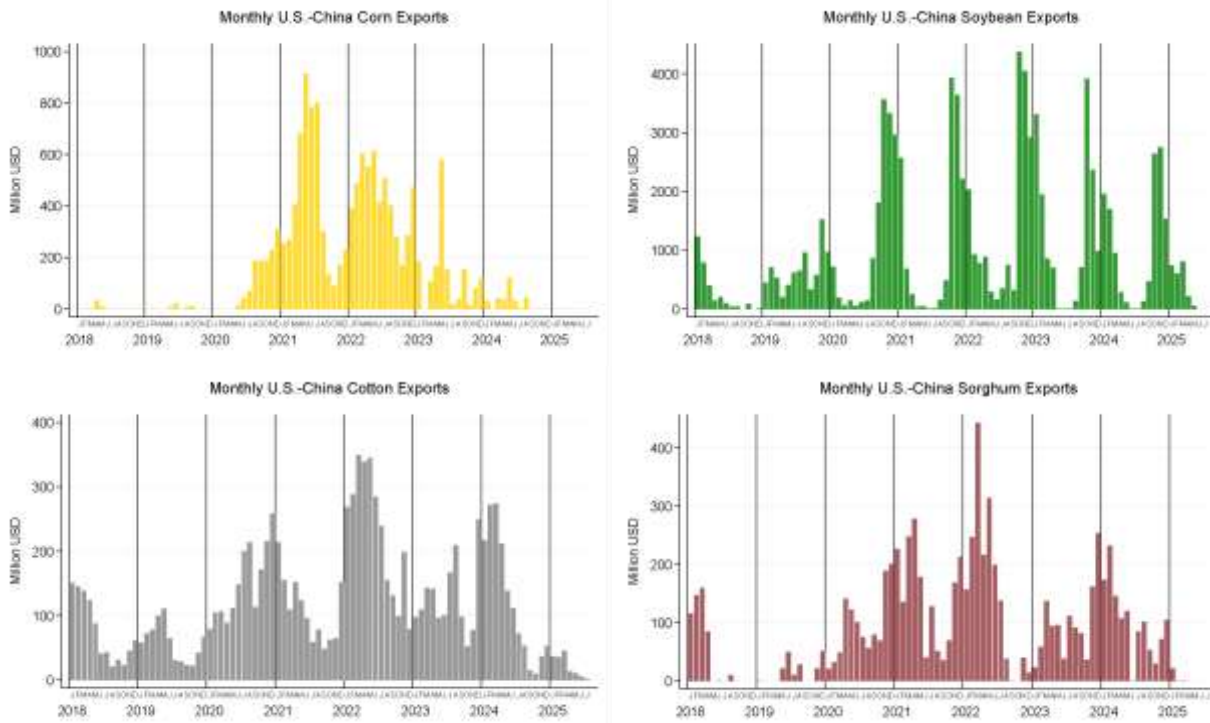 Monthly U.S.-China Corn Exports
Million USD
1000
800
600
400
200
0
2018 2019 2020 2021 2022 2023 2024 2025
Monthly U.S.-China Soybean Exports
Million USD
4000
3000
2000
1000
0
2018 2019 2020 2021 2022 2023 2024 2025
Monthly U.S.-China Cotton Exports
Million USD
400
300
200
100
0
2018 2019 2020 2021 2022 2023 2024 2025
Monthly U.S.-China Sorghum Exports
Million USD
400
300
200
100
0
2018 2019 2020 2021 2022 2023 2024 2025